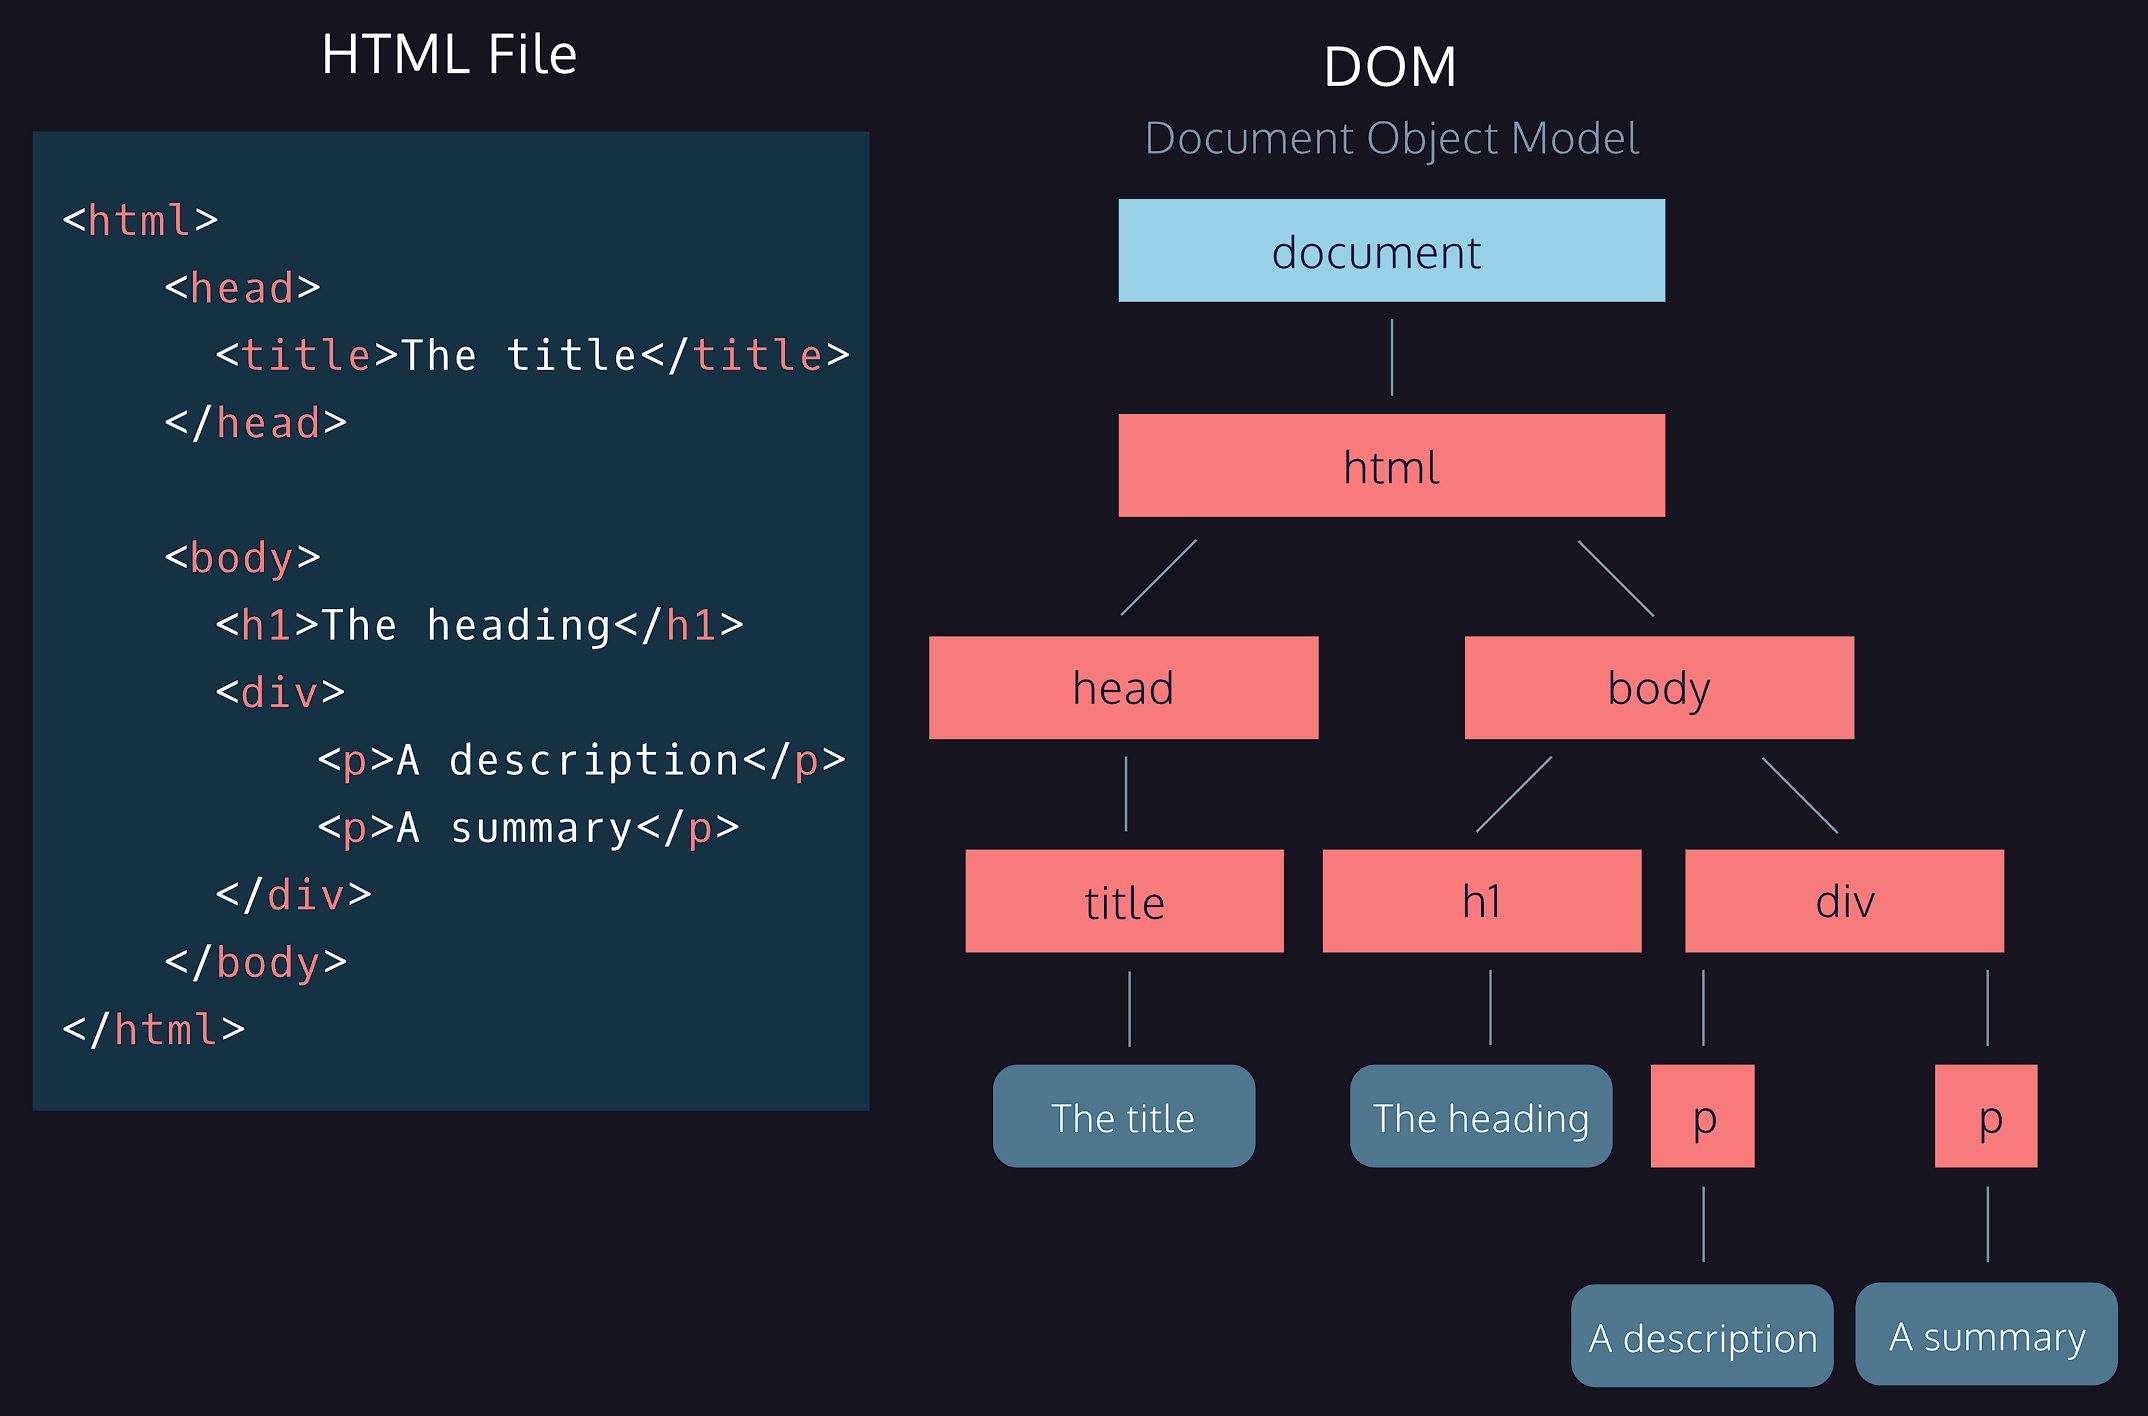 HTML File
<html>
<head>
<title>The title</title>
</head>
<body>
<h1>The heading</h1>
<div>
<p>A description</p>
<p>A summary</p>
</div>
</body>
</html>
DOM
Document Object Model
document
html
head
body
title
h1
div
The title
The heading
p
p
A description
A summary